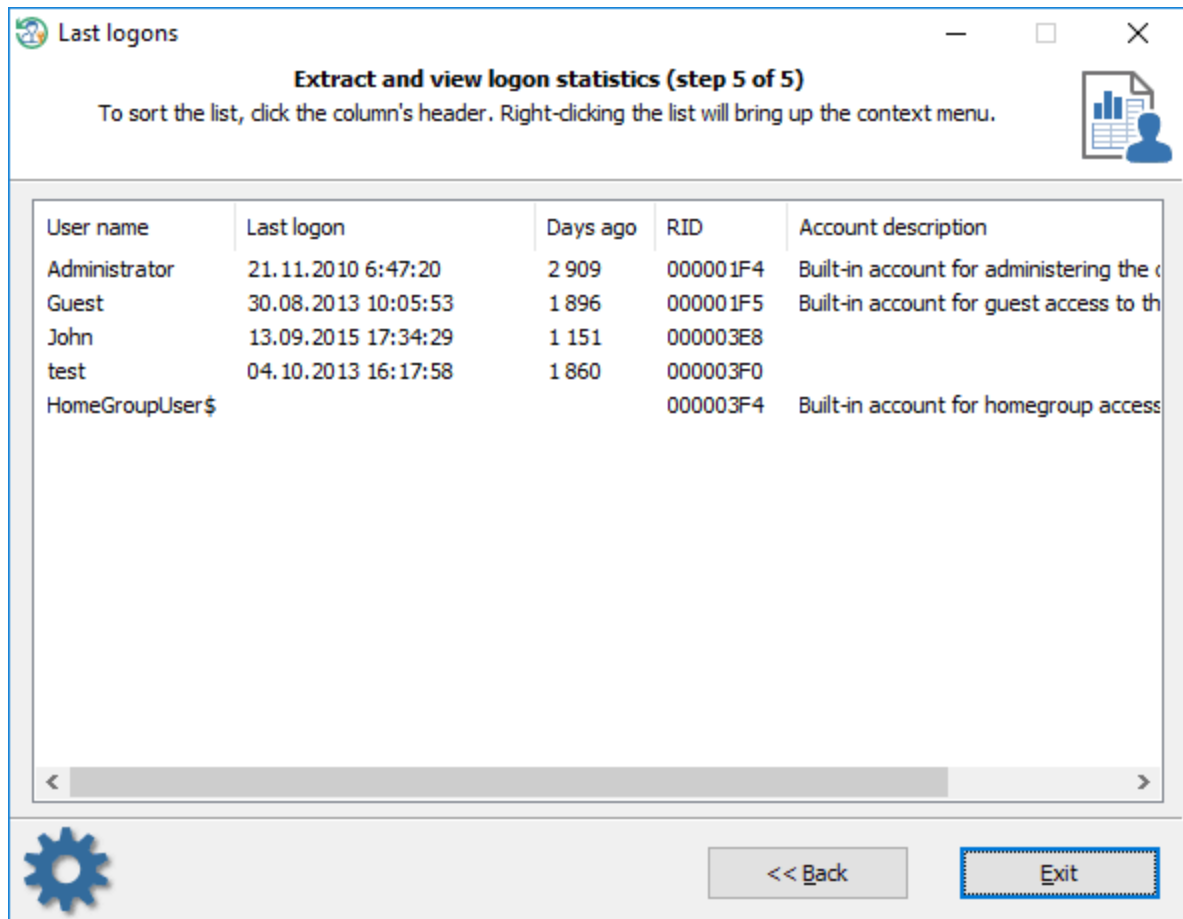 Last logons
Extract and view logon statistics (step 5 of 5)
To sort the list, click the column's header. Right-clicking the list will bring up the context menu.
User name Last logon Days ago RID Account description
Administrator 21.11.2010 6:47:20 2 909 000001F4 Built-in account for administering the
Guest 30.08.2013 10:05:53 1 896 000001F5 Built-in account for guest access to th
John 13.09.2015 17:34:29 1 151 000003E8
test 04.10.2013 16:17:58 1 860 000003F0
HomeGroupUser$ 000003F4 Built-in account for homegroup access
<< Back Exit